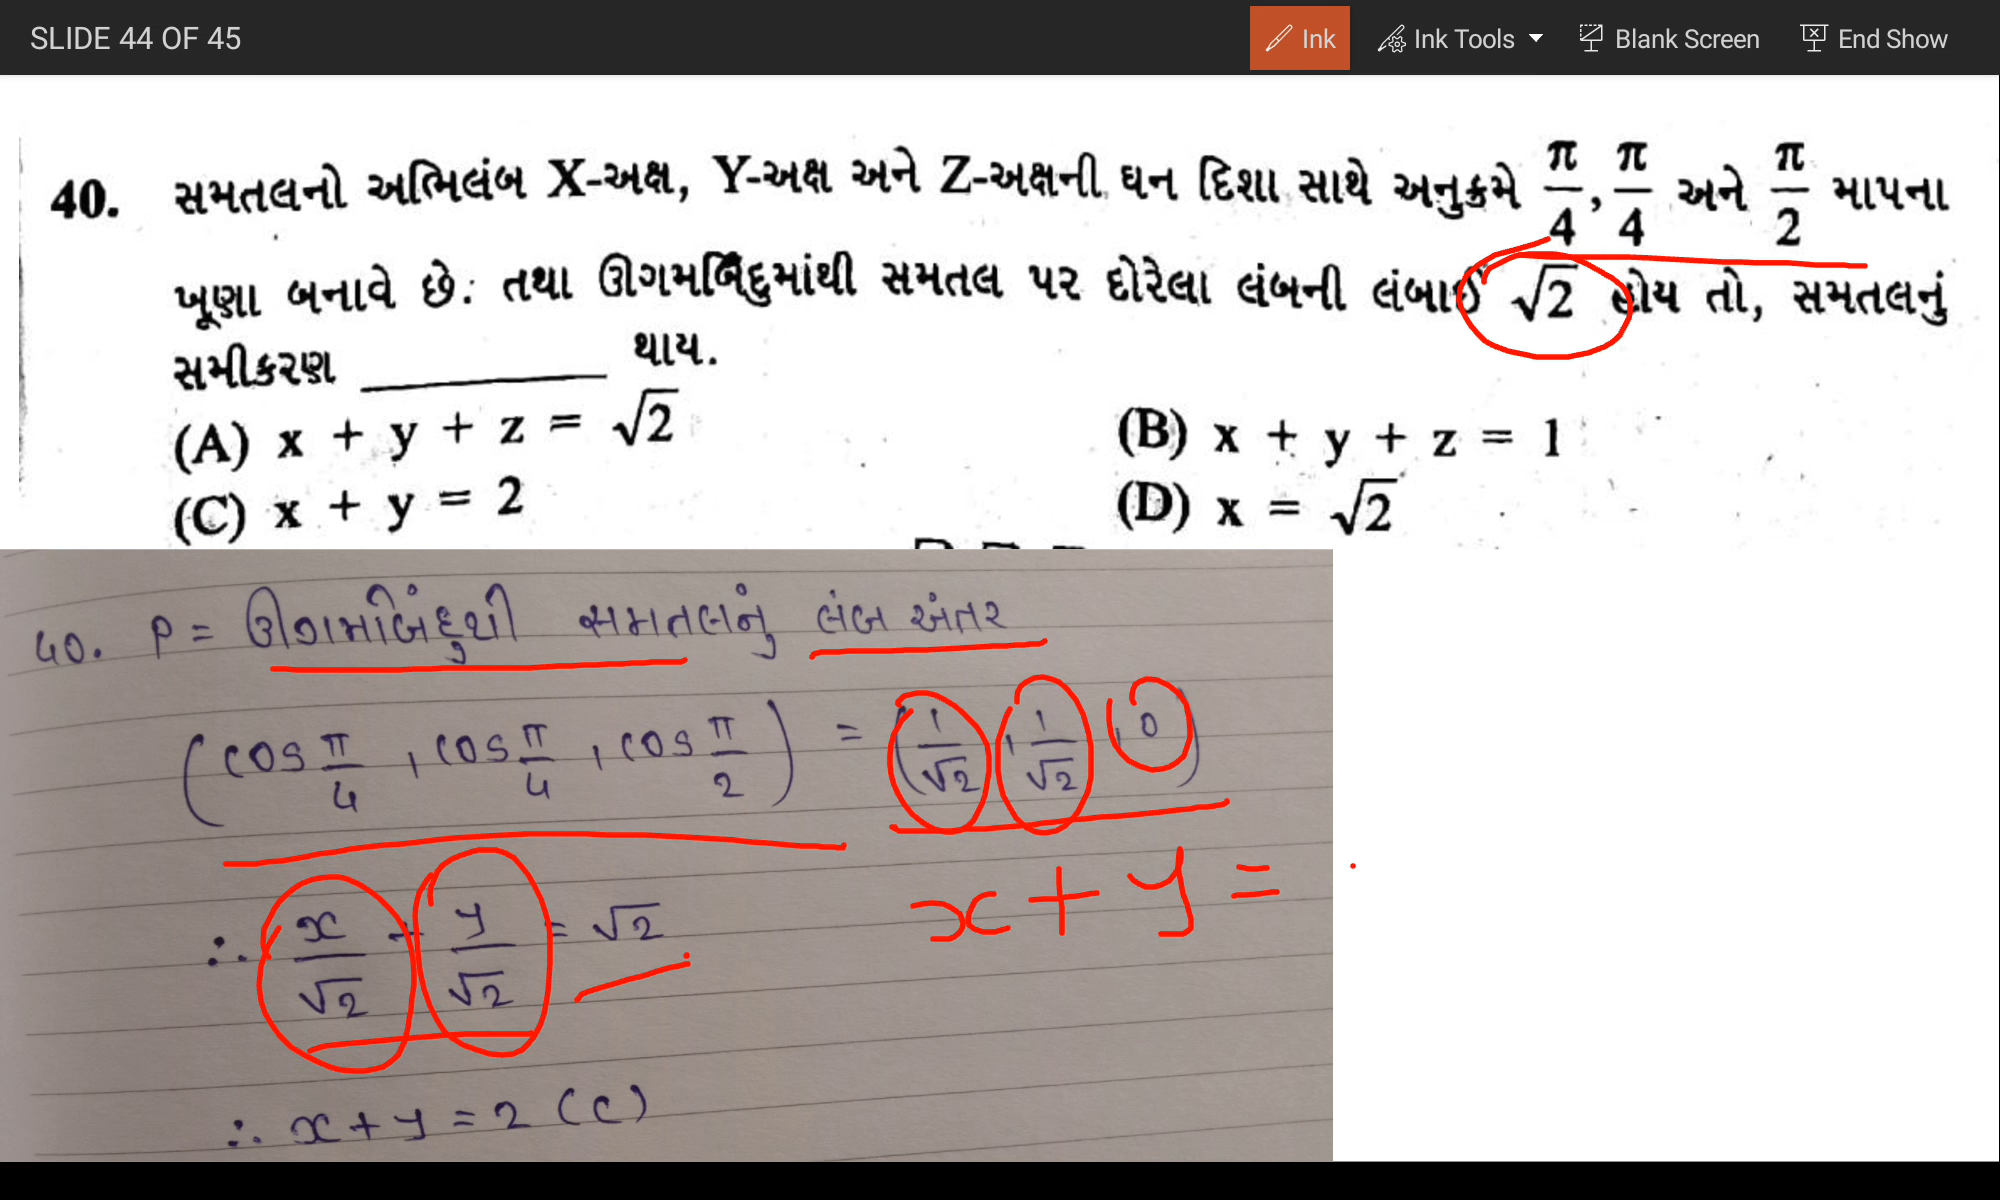 SLIDE 44 OF 45
Ink
Ink Tools
Blank Screen
End Show
40. સમતલનો અભિલંબ X-અક્ષ, Y-અક્ષ અને Z-અક્ષની ઘન દિશા સાથે અનુક્રમે π/4, π/4 અને π/2 માપના
ખૂણા બનાવે છે. તથા ઊગમબિંદુમાંથી સમતલ પર દોરેલા લંબની લંબાઈ √2 હોય તો, સમતલનું
સમીકરણ ________ થાય.
(A) x + y + z = √2
(B) x + y + z = 1
(C) x + y = 2
(D) x = √2
40. P = ઊગમબિંદુથી સમતલનું લંબ અંતર
(cos π/4, cos π/4, cos π/2) = (1/√2, 1/√2, 0)
∴ x/√2 + y/√2 = √2
x + y =
∴ x + y = 2 (C)